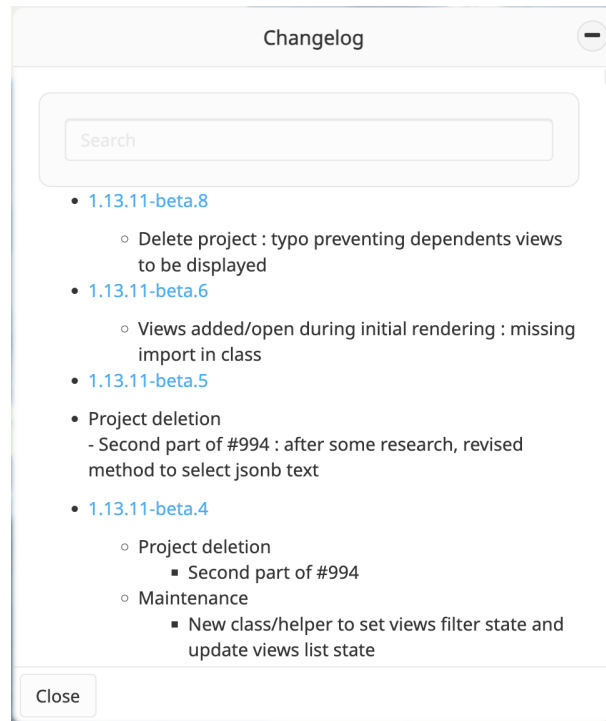 Changelog
Search
1.13.11-beta.8
Delete project : typo preventing dependents views
to be displayed
1.13.11-beta.6
Views added/open during initial rendering : missing
import in class
1.13.11-beta.5
Project deletion
- Second part of #994 : after some research, revised
method to select jsonb text
1.13.11-beta.4
Project deletion
Second part of #994
Maintenance
New class/helper to set views filter state and
update views list state
Close